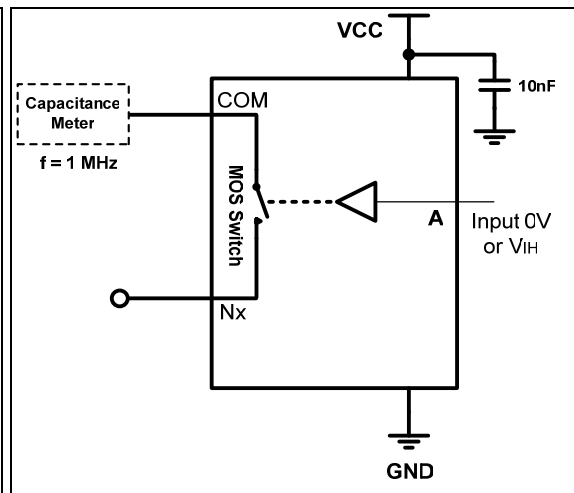 VCC
10nF
COM
Capacitance
Meter
f = 1 MHz
MOS Switch
A
Input 0V
or VIH
Nx
GND